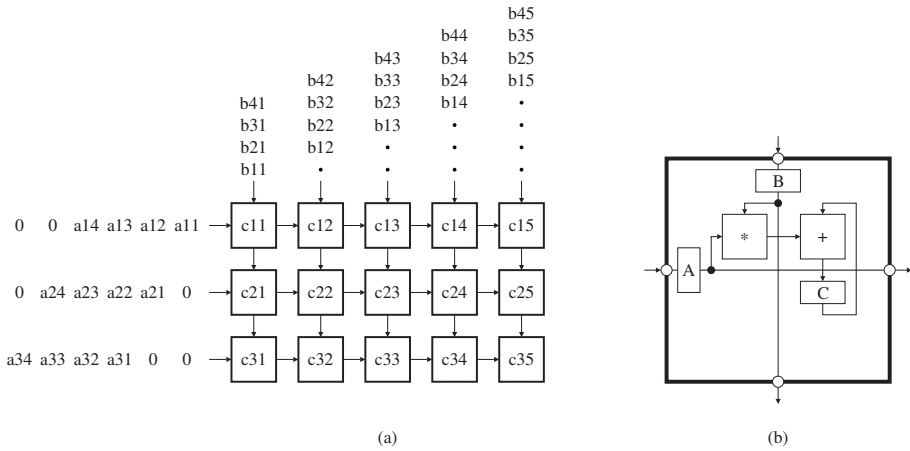 b45
b44 b35
b43 b34 b25
b42 b33 b24 b15
b41 b32 b23 b14 •
b31 b22 b13 • •
b21 b12 • • •
b11 • • • •
0 0 a14 a13 a12 a11 c11 c12 c13 c14 c15
0 a24 a23 a22 a21 0 c21 c22 c23 c24 c25
a34 a33 a32 a31 0 0 c31 c32 c33 c34 c35
(a)
B
* +
A
C
(b)